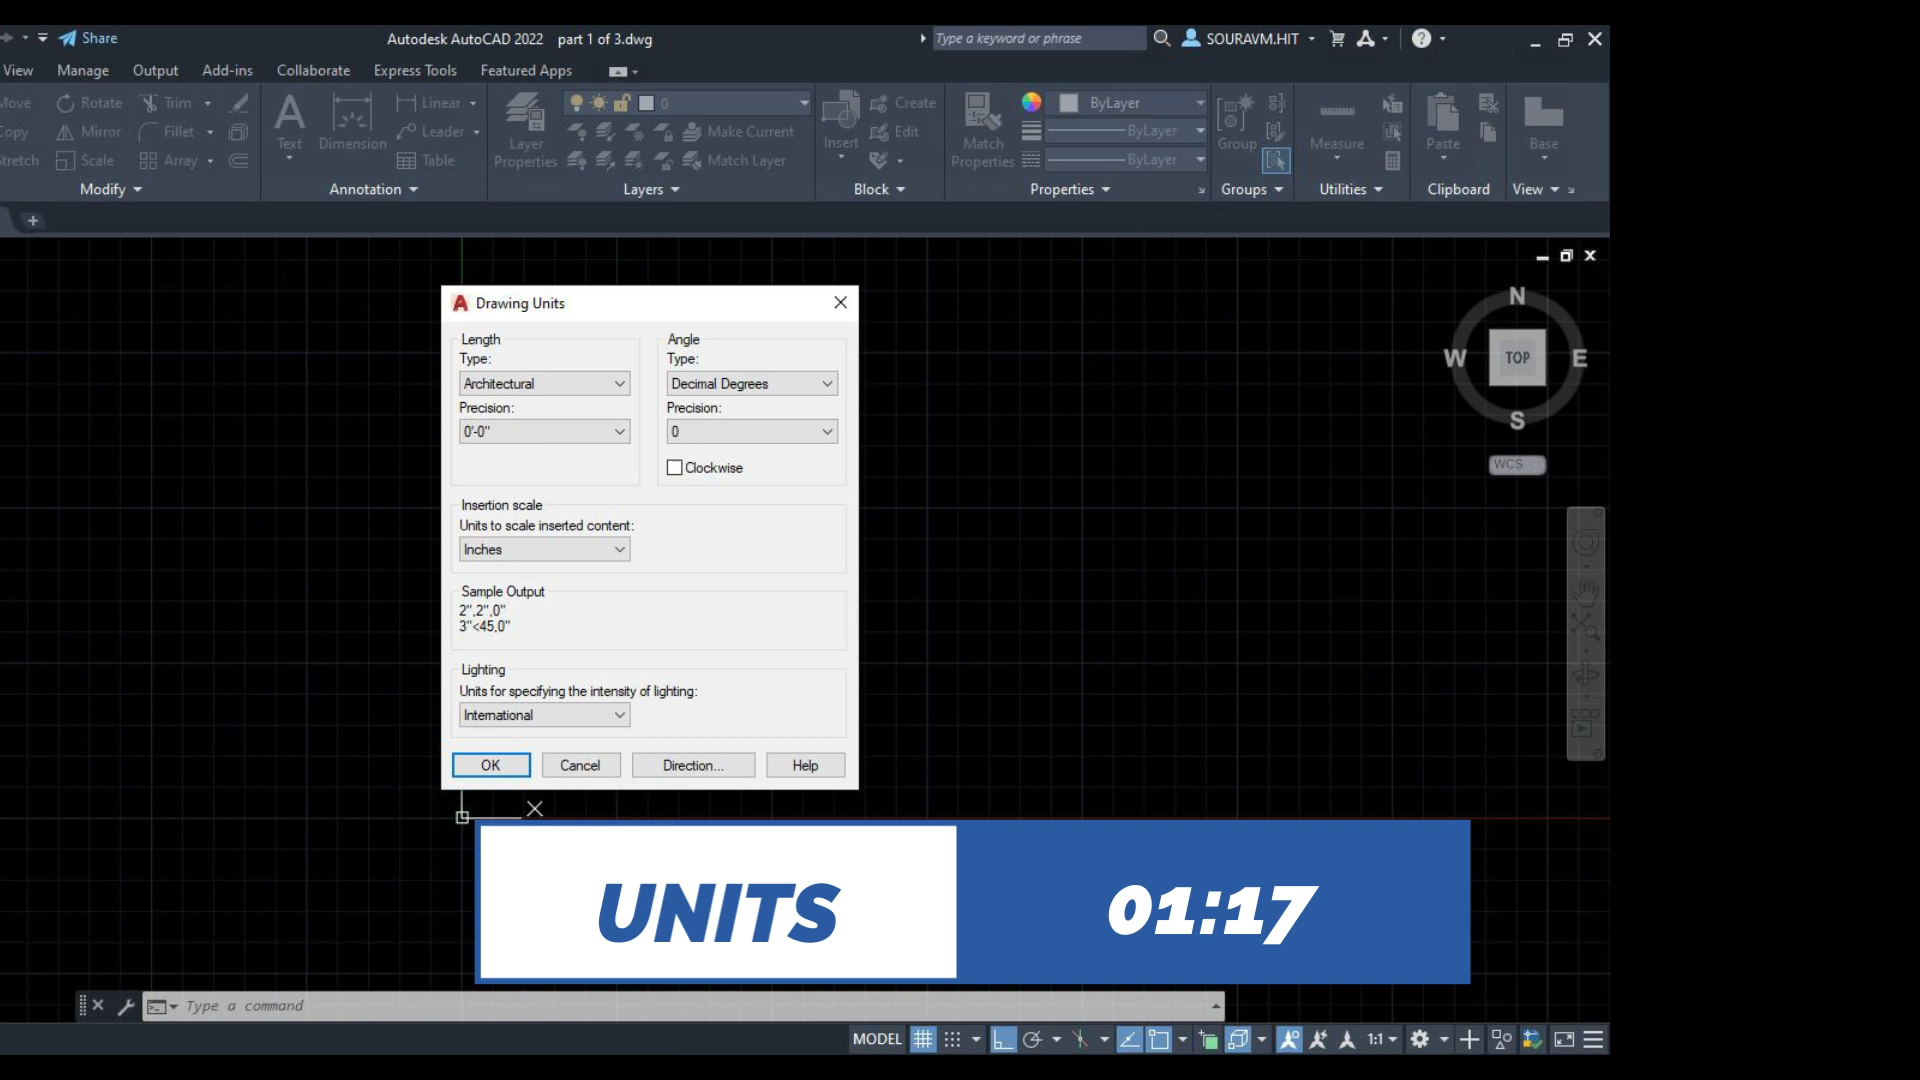 Share
Autodesk AutoCAD 2022 part 1 of 3.dwg
Type a keyword or phrase
SOURAVM.HIT
View Manage Output Add-ins Collaborate Express Tools Featured Apps
Move Rotate Trim
Copy Mirror Fillet
Stretch Scale Array
Modify
Text
Dimension
Linear
Leader
Table
Annotation
Layer
Properties
0
Make Current
Match Layer
Layers
Insert
Create
Edit
Block
Match
Properties
ByLayer
ByLayer
ByLayer
Properties
Group
Groups
Measure
Utilities
Paste
Clipboard
Base
View
Drawing Units
Length
Type:
Architectural
Precision:
0'-0"
Angle
Type:
Decimal Degrees
Precision:
0
Clockwise
Insertion scale
Units to scale inserted content:
Inches
Sample Output
2",2",0"
3"<45,0"
Lighting
Units for specifying the intensity of lighting:
International
OK Cancel Direction... Help
N
W TOP E
S
WCS
X
UNITS 01:17
Type a command
MODEL 1:1